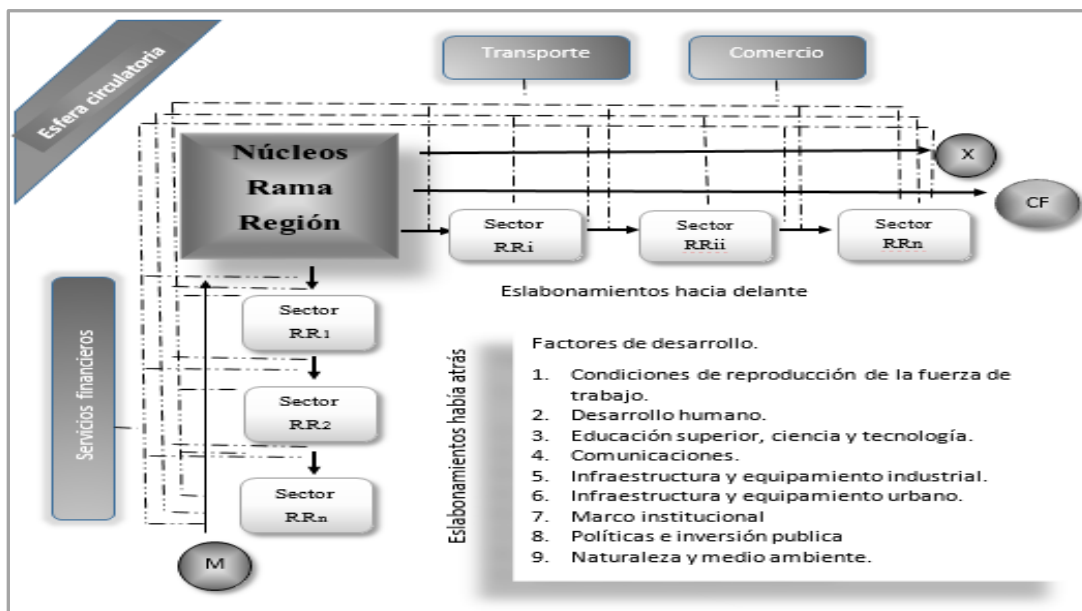 Esfera circulatoria
Transporte
Comercio
Núcleos
Rama
Región
X
CF
Sector
RRi
Sector
RRii
Sector
RRn
Eslabonamientos hacia delante
Servicios financieros
Sector
RR1
Sector
RR2
Sector
RRn
M
Eslabonamientos había atrás
Factores de desarrollo.
1. Condiciones de reproducción de la fuerza de
trabajo.
2. Desarrollo humano.
3. Educación superior, ciencia y tecnología.
4. Comunicaciones.
5. Infraestructura y equipamiento industrial.
6. Infraestructura y equipamiento urbano.
7. Marco institucional
8. Políticas e inversión publica
9. Naturaleza y medio ambiente.